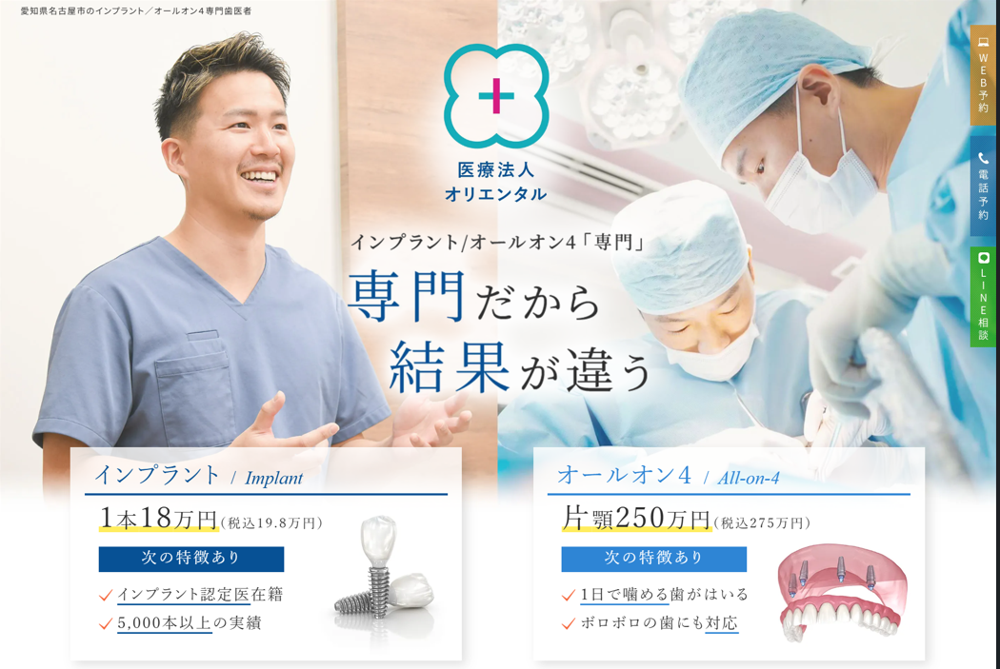 愛知県名古屋市のインプラント／オールオン4専門歯医者
医療法人
オリエンタル
インプラント/オールオン4「専門」
専門だから
結果が違う
WEB予約
電話予約
LINE相談
インプラント / Implant
1本18万円(税込19.8万円)
次の特徴あり
インプラント認定医在籍
5,000本以上の実績
オールオン4 / All-on-4
片顎250万円(税込275万円)
次の特徴あり
1日で噛める歯がはいる
ボロボロの歯にも対応